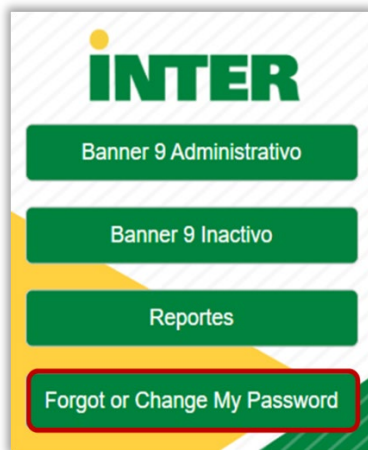 INTER
Banner 9 Administrativo
Banner 9 Inactivo
Reportes
Forgot or Change My Password